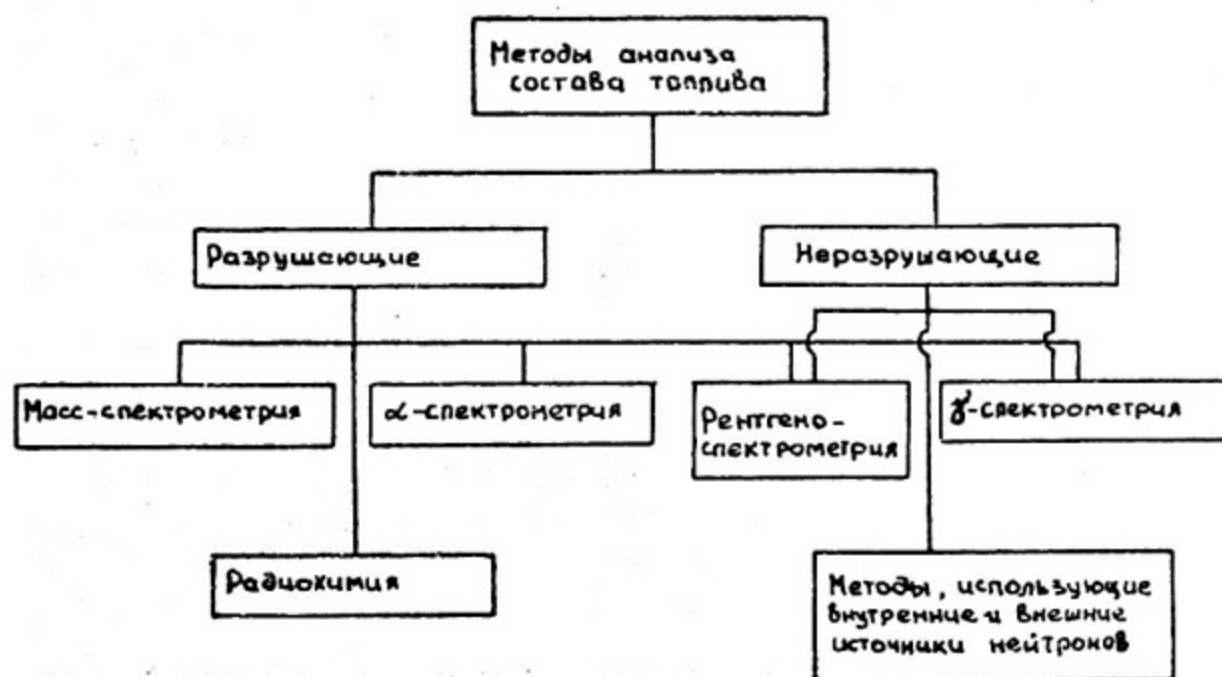 Методы анализа
состава топлива
Разрушающие
Неразрушающие
Масс-спектрометрия
α-спектрометрия
Рентгено-
спектрометрия
γ-спектрометрия
Радиохимия
Методы, использующие
внутренние и внешние
источники нейтронов